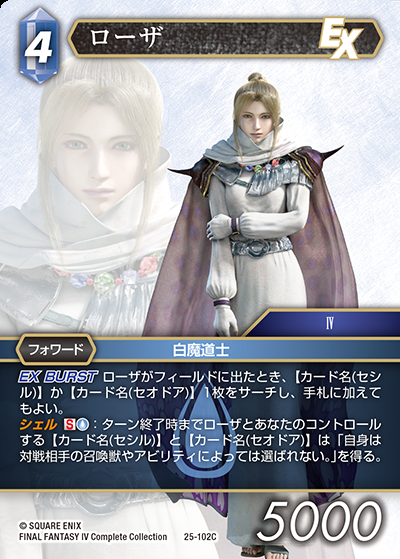 4
ローザ
EX
Ⅳ
フォワード
白魔道士
EX BURST ローザがフィールドに出たとき、【カード名(セシ
ル)】か【カード名(セオドア)】1枚をサーチし、手札に加えて
もよい。
シェル S:ターン終了時までローザとあなたのコントロール
する【カード名(セシル)】と【カード名(セオドア)】は「自身は
対戦相手の召喚獣やアビリティによっては選ばれない。」を得る。
© SQUARE ENIX
FINAL FANTASY IV Complete Collection
25-102C
5000